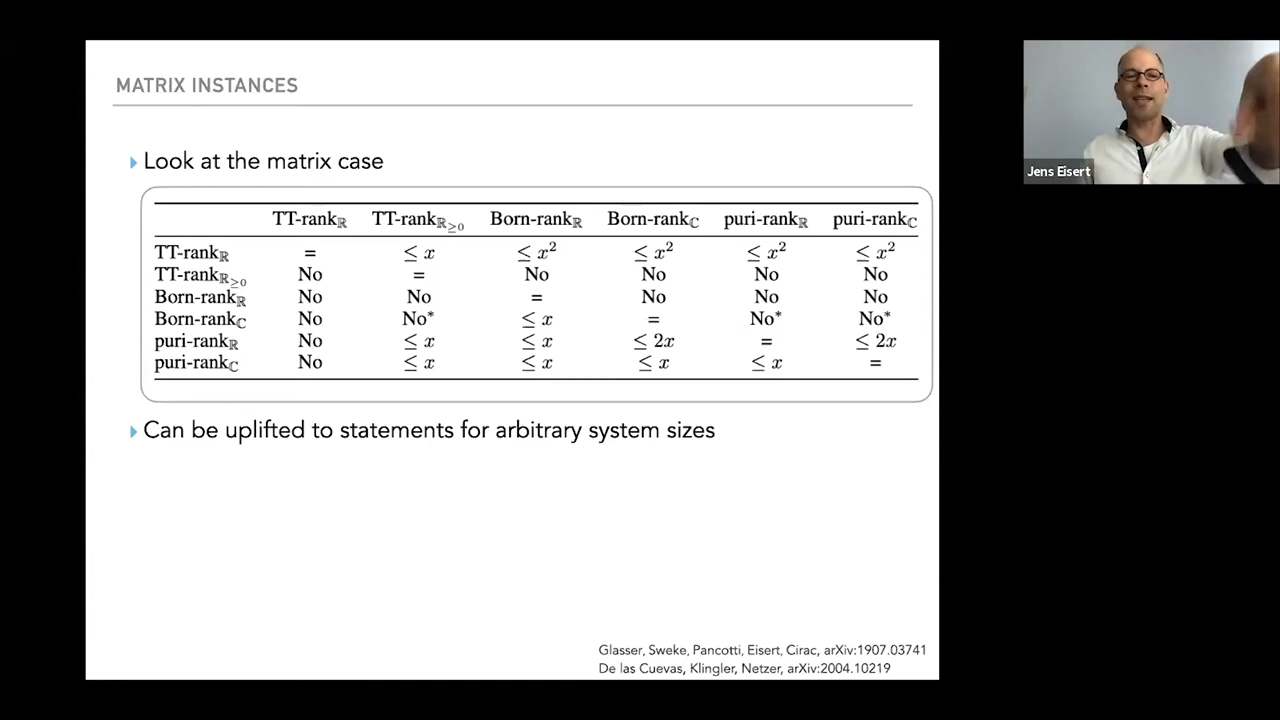 MATRIX INSTANCES
Look at the matrix case
TT-rankℝ TT-rankℝ≥0 Born-rankℝ Born-rankℂ puri-rankℝ puri-rankℂ
TT-rankℝ = ≤ x ≤ x² ≤ x² ≤ x² ≤ x²
TT-rankℝ≥0 No = No No No No
Born-rankℝ No No = No No No
Born-rankℂ No No* ≤ x = No* No*
puri-rankℝ No ≤ x ≤ x ≤ 2x = ≤ 2x
puri-rankℂ No ≤ x ≤ x ≤ x ≤ x =
Can be uplifted to statements for arbitrary system sizes
Glasser, Sweke, Pancotti, Eisert, Cirac, arXiv:1907.03741
De las Cuevas, Klingler, Netzer, arXiv:2004.10219
Jens Eisert